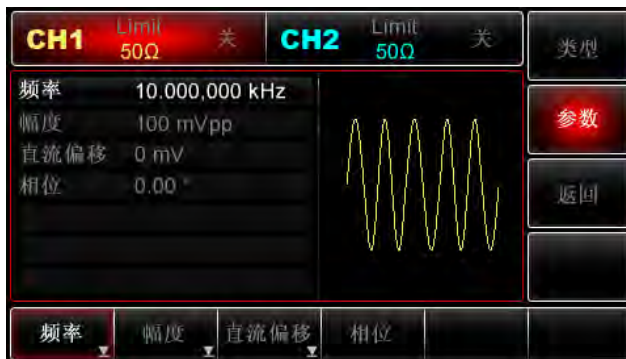 CH1 Limit 50Ω 关
CH2 Limit 50Ω 关
类型
频率 10.000,000 kHz
幅度 100 mVpp
直流偏移 0 mV
相位 0.00 °
参数
返回
频率 幅度 直流偏移 相位